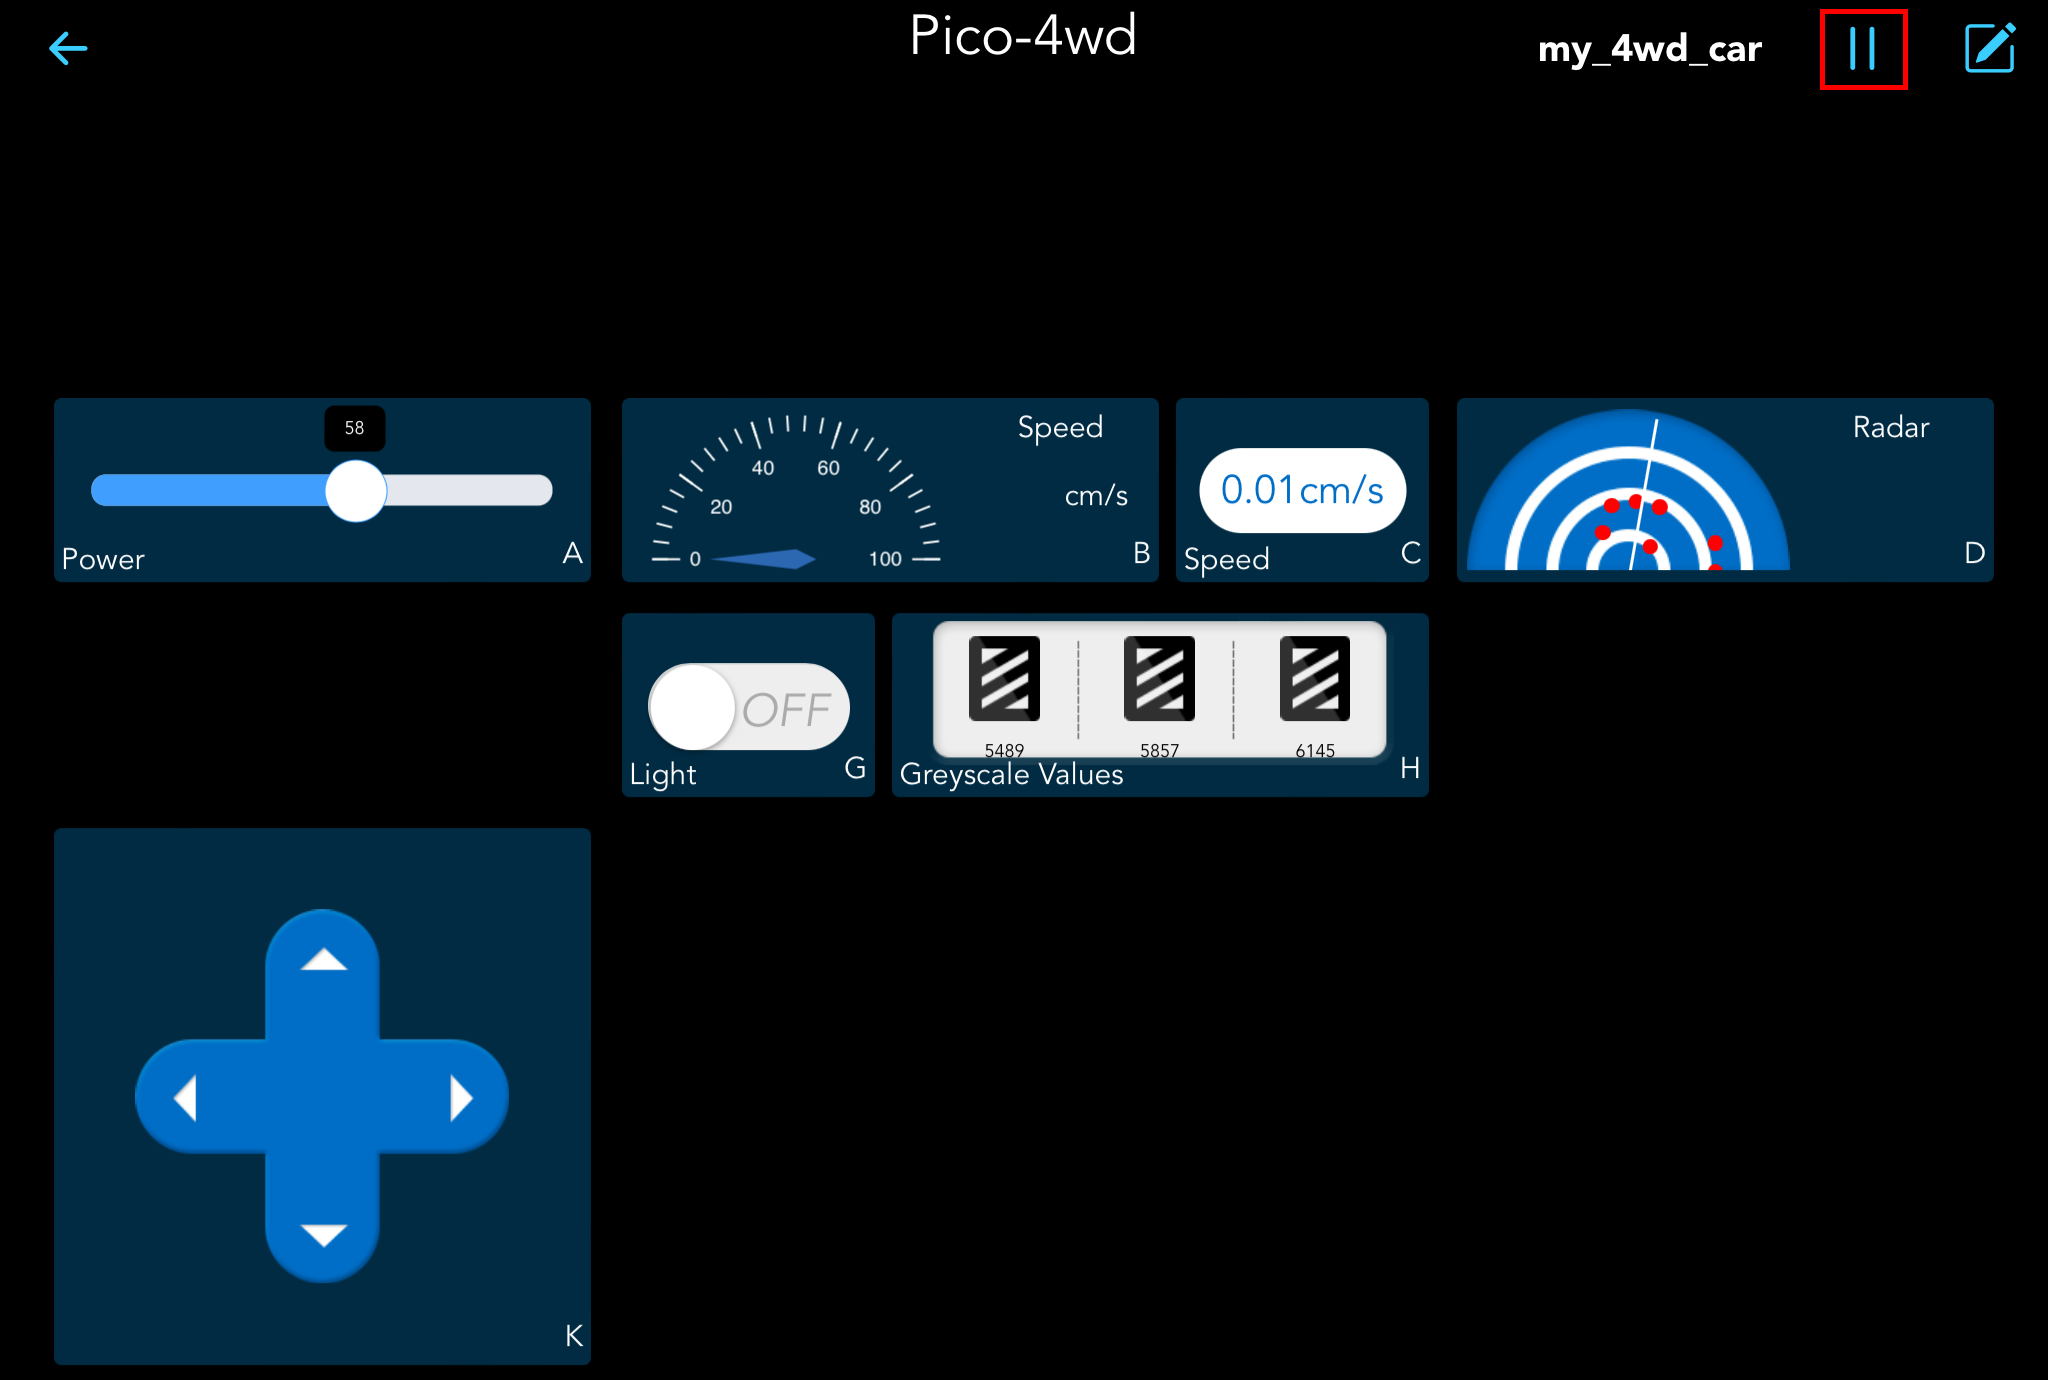 Pico-4wd
my_4wd_car
58
Power
A
Speed
cm/s
0
20
40
60
80
100
B
0.01cm/s
Speed
C
Radar
D
OFF
Light
G
5489
5857
6145
Greyscale Values
H
K